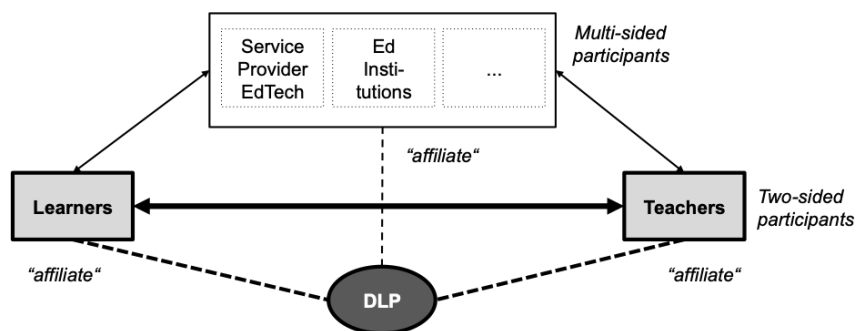 Service
Provider
EdTech
Ed
Insti-
tutions
...
Multi-sided
participants
“affiliate“
Learners
Teachers
Two-sided
participants
“affiliate“
“affiliate“
DLP